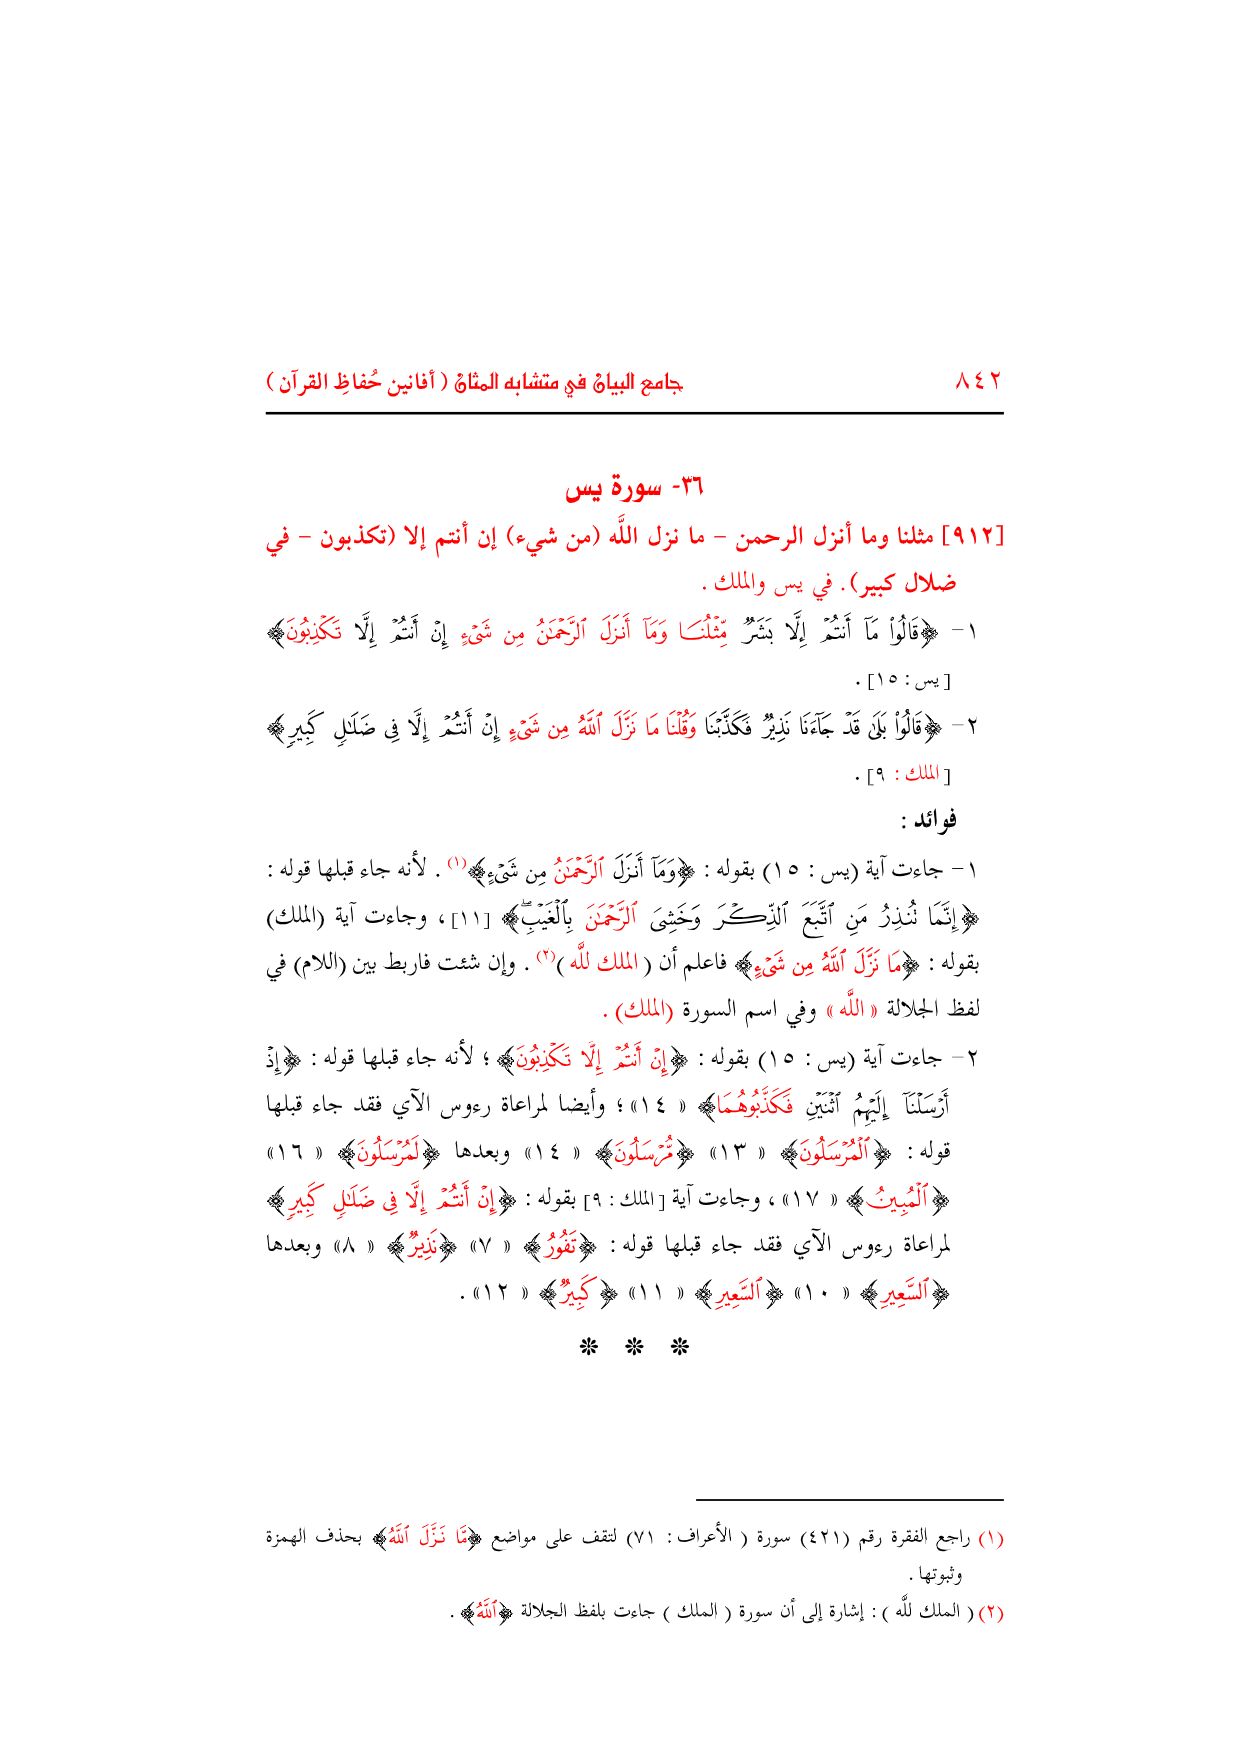 ٨٤٢ جامع البيان في متشابه المثان ( أفانين حُفاظِ القرآن )
٣٦- سورة يس
[٩١٢] مثلنا وما أنزل الرحمن – ما نزل اللَّه (من شيء) إن أنتم إلا (تكذبون – في
ضلال كبير). في يس والملك .
١- ﴿قَالُوا۟ مَآ أَنتُمْ إِلَّا بَشَرٌ مِّثْلُنَا وَمَآ أَنزَلَ ٱلرَّحْمَٰنُ مِن شَىْءٍ إِنْ أَنتُمْ إِلَّا تَكْذِبُونَ﴾
[ يس : ١٥] .
٢- ﴿قَالُوا۟ بَلَىٰ قَدْ جَآءَنَا نَذِيرٌ فَكَذَّبْنَا وَقُلْنَا مَا نَزَّلَ ٱللَّهُ مِن شَىْءٍ إِنْ أَنتُمْ إِلَّا فِى ضَلَٰلٍ كَبِيرٍ﴾
[ الملك : ٩] .
فوائد :
١- جاءت آية (يس : ١٥) بقوله : ﴿وَمَآ أَنزَلَ ٱلرَّحْمَٰنُ مِن شَىْءٍ﴾(١) . لأنه جاء قبلها قوله :
﴿إِنَّمَا تُنذِرُ مَنِ ٱتَّبَعَ ٱلذِّكْرَ وَخَشِىَ ٱلرَّحْمَٰنَ بِٱلْغَيْبِ ۖ﴾ [١١]، وجاءت آية (الملك)
بقوله : ﴿مَا نَزَّلَ ٱللَّهُ مِن شَىْءٍ﴾ فاعلم أن ( الملك للَّه )(٢) . وإن شئت فاربط بين (اللام) في
لفظ الجلالة « اللَّه » وفي اسم السورة (الملك) .
٢- جاءت آية (يس : ١٥) بقوله : ﴿إِنْ أَنتُمْ إِلَّا تَكْذِبُونَ﴾ ؛ لأنه جاء قبلها قوله : ﴿إِذْ
أَرْسَلْنَآ إِلَيْهِمُ ٱثْنَيْنِ فَكَذَّبُوهُمَا﴾ « ١٤» ؛ وأيضا لمراعاة رءوس الآي فقد جاء قبلها
قوله : ﴿ٱلْمُرْسَلُونَ﴾ « ١٣» ﴿مُّرْسَلُونَ﴾ « ١٤» وبعدها ﴿لَمُرْسَلُونَ﴾ « ١٦»
﴿ٱلْمُبِينُ﴾ « ١٧» ، وجاءت آية [ الملك : ٩] بقوله : ﴿إِنْ أَنتُمْ إِلَّا فِى ضَلَٰلٍ كَبِيرٍ﴾
لمراعاة رءوس الآي فقد جاء قبلها قوله : ﴿تَفُورُ﴾ « ٧» ﴿نَذِيرٌ﴾ « ٨» وبعدها
﴿ٱلسَّعِيرِ﴾ « ١٠» ﴿ٱلسَّعِيرِ﴾ « ١١» ﴿كَبِيرٌ﴾ « ١٢» .
* * *
(١) راجع الفقرة رقم (٤٢١) سورة ( الأعراف : ٧١) لتقف على مواضع ﴿مَّا نَزَّلَ ٱللَّهُ﴾ بحذف الهمزة
وثبوتها .
(٢) ( الملك للَّه ) : إشارة إلى أن سورة ( الملك ) جاءت بلفظ الجلالة ﴿ٱللَّهُ﴾ .